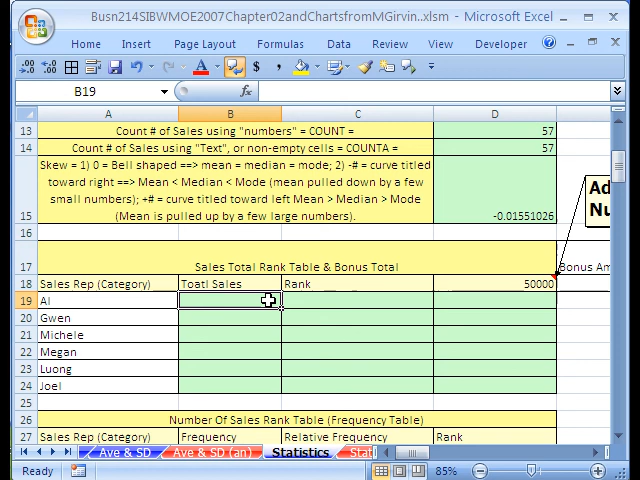 Busn214SIBWMOE2007Chapter02andChartsfromMGirvin..xlsm - Microsoft Excel
Home Page Layout Formulas Data Review View Developer
B19 fx
A B C D
13 Count # of Sales using "numbers" = COUNT = 57
14 Count # of Sales using "Text", or non-empty cells = COUNTA = 57
Skew = 1) 0 = Bell shaped ==> mean = median = mode; 2) -# = curve titled
toward right ==> Mean < Median < Mode (mean pulled down by a few
small numbers); +# = curve titled toward left Mean > Median > Mode
15 (Mean is pulled up by a few large numbers). -0.01551026
16
Ad
Nu
17 Sales Total Rank Table & Bonus Total Bonus Am
18 Sales Rep (Category) Toatl Sales Rank 50000
19 Al
20 Gwen
21 Michele
22 Megan
23 Luong
24 Joel
25
26 Number Of Sales Rank Table (Frequency Table)
27 Sales Rep (Category) Frequency Relative Frequency Rank
Ave & SD Ave & SD (an) Statistics Stati
Ready 85%